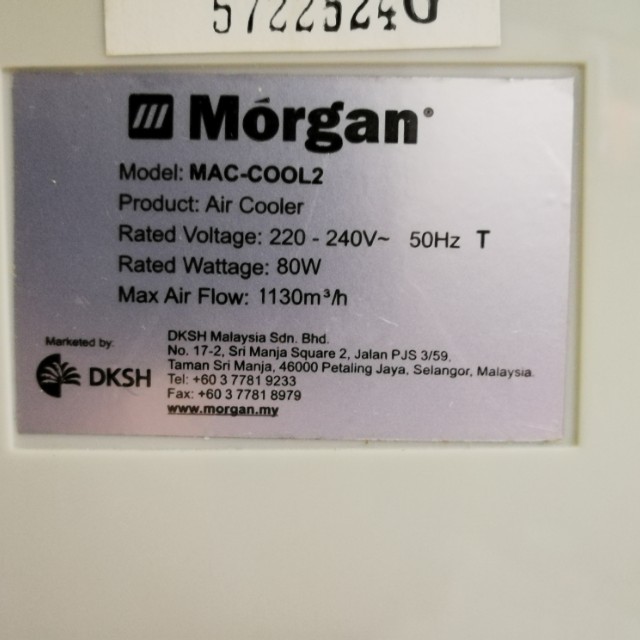 5722524G
Mórgan®
Model: MAC-COOL2
Product: Air Cooler
Rated Voltage: 220 - 240V~ 50Hz T
Rated Wattage: 80W
Max Air Flow: 1130m³/h
Marketed by:
DKSH
DKSH Malaysia Sdn. Bhd.
No. 17-2, Sri Manja Square 2, Jalan PJS 3/59.
Taman Sri Manja, 46000 Petaling Jaya, Selangor, Malaysia.
Tel: +60 3 7781 9233
Fax: +60 3 7781 8979
www.morgan.my